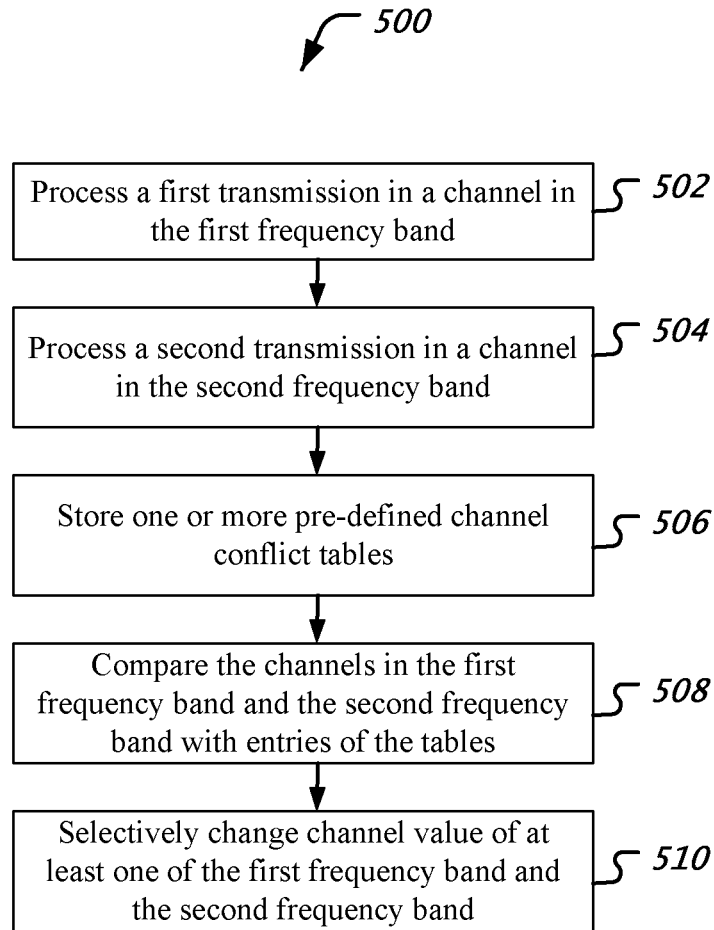 500
Process a first transmission in a channel in
the first frequency band
502
Process a second transmission in a channel
in the second frequency band
504
Store one or more pre-defined channel
conflict tables
506
Compare the channels in the first
frequency band and the second frequency
band with entries of the tables
508
Selectively change channel value of at
least one of the first frequency band and
the second frequency band
510